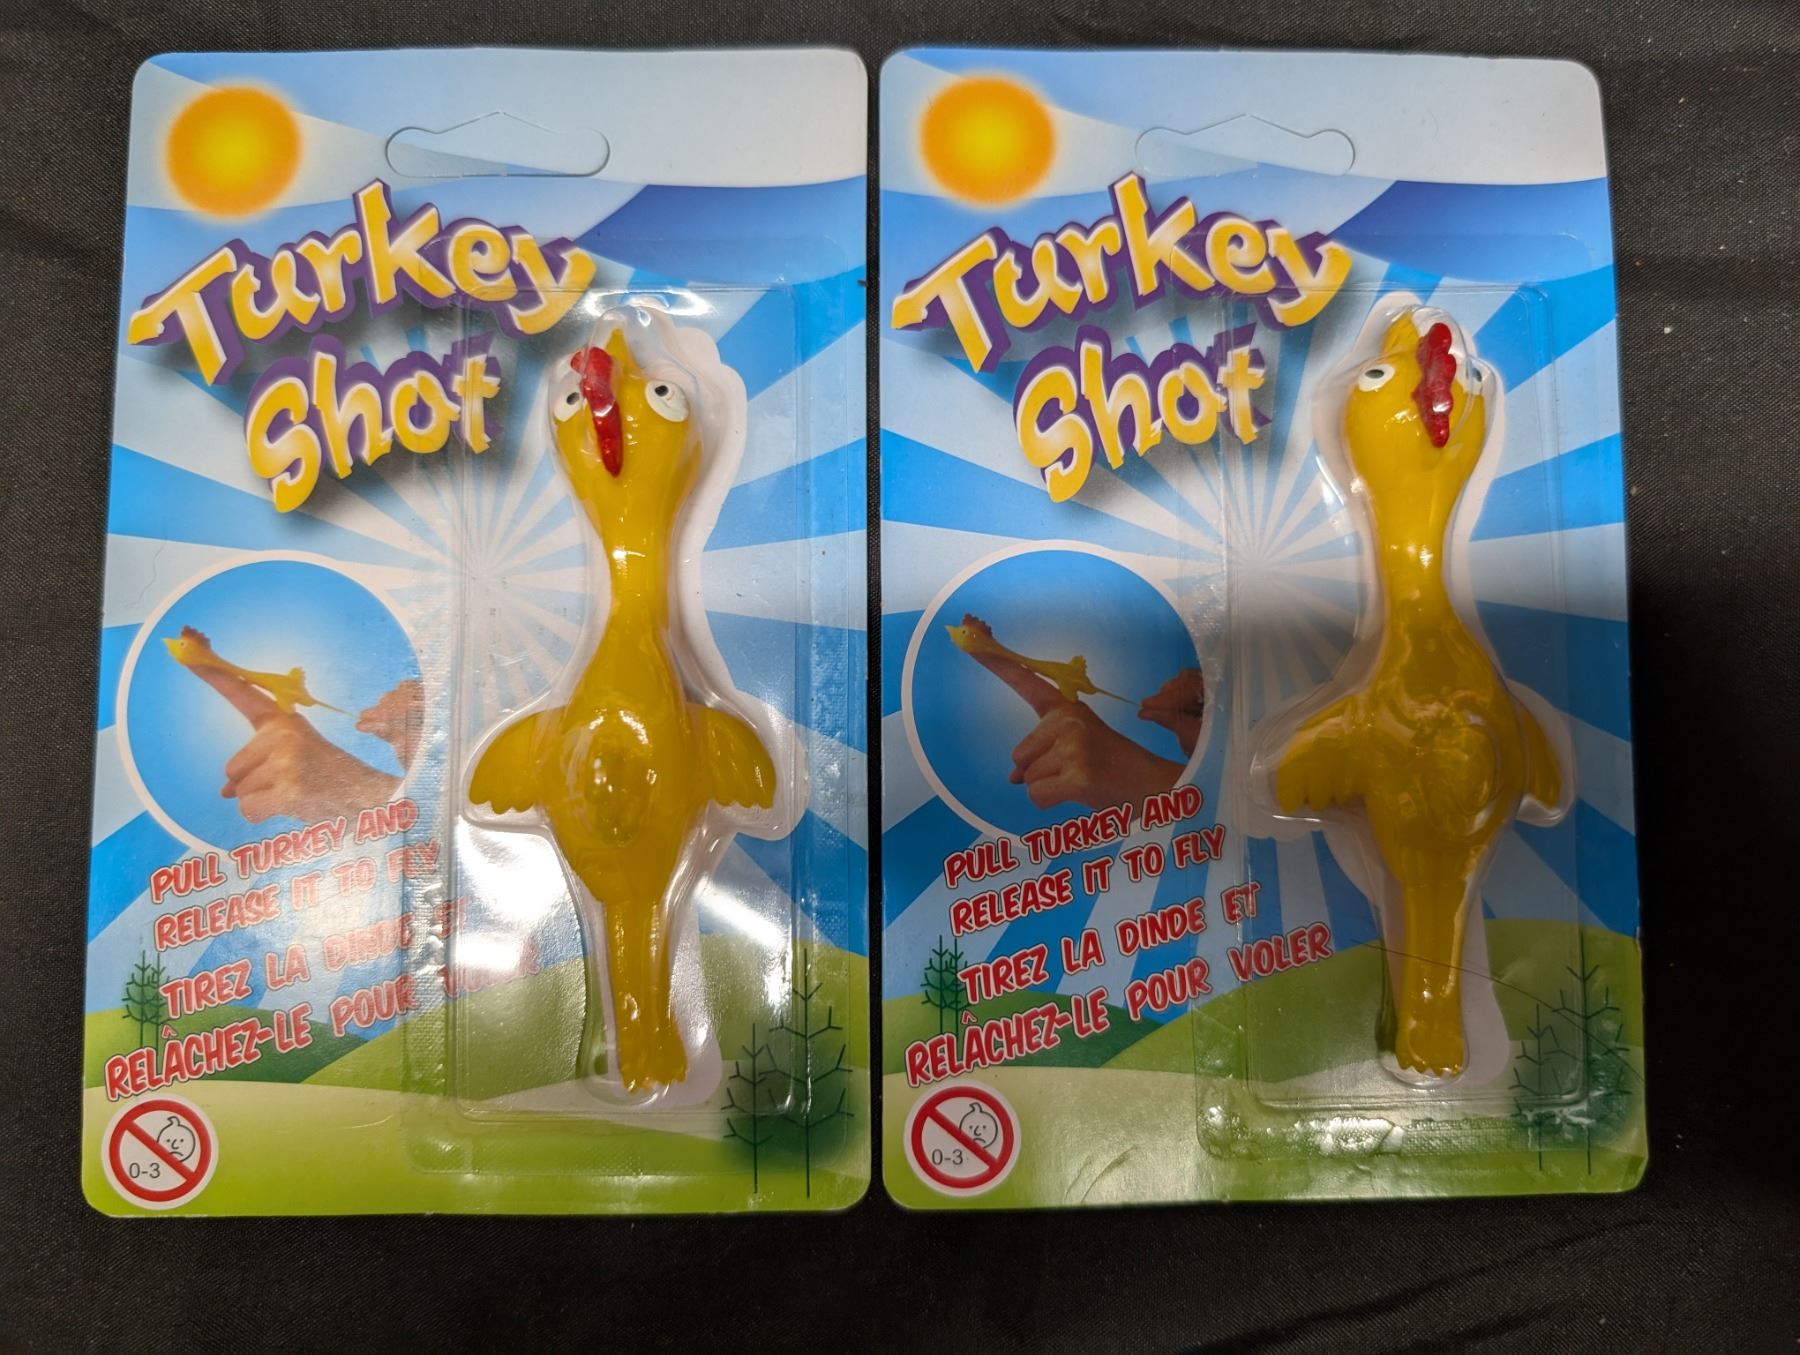 Turkey
Shot
PULL TURKEY AND
RELEASE IT TO FLY
TIREZ LA DINDE ET
RELÂCHEZ-LE POUR VOLER
0-3
Turkey
Shot
PULL TURKEY AND
RELEASE IT TO FLY
TIREZ LA DINDE ET
RELÂCHEZ-LE POUR VOLER
0-3